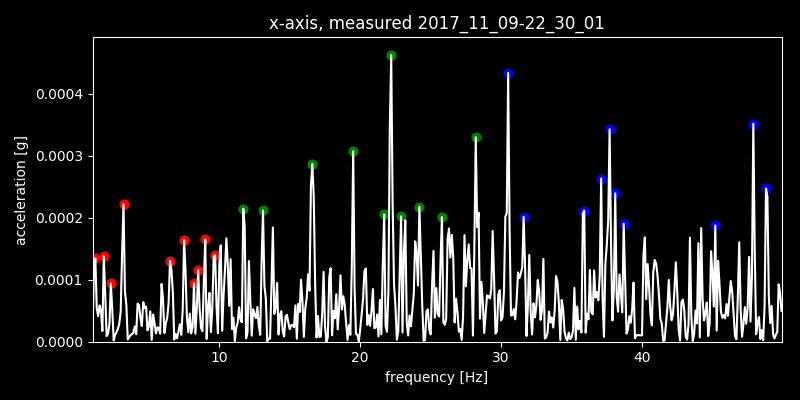 x-axis, measured 2017_11_09-22_30_01
acceleration [g]
0.0004
0.0003
0.0002
0.0001
0.0000
10 20 30 40
frequency [Hz]